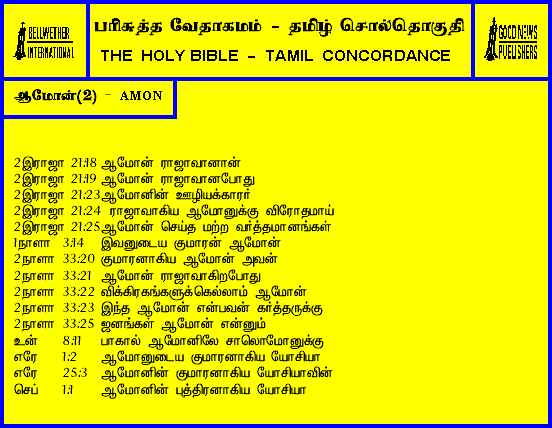 BELLWETHER
INTERNATIONAL
பரிசுத்த வேதாகமம் - தமிழ் சொல்தொகுதி
THE HOLY BIBLE - TAMIL CONCORDANCE
GOOD NEWS
PUBLISHERS
ஆமோன்(2) - AMON
2இராஜா 21:18 ஆமோன் ராஜாவானான்
2இராஜா 21:19 ஆமோன் ராஜாவானபோது
2இராஜா 21:23ஆமோனின் ஊழியக்காரர்
2இராஜா 21:24 ராஜாவாகிய ஆமோனுக்கு விரோதமாய்
2இராஜா 21:25ஆமோன் செய்த மற்ற வர்த்தமானங்கள்
1நாளா 3:14 இவனுடைய குமாரன் ஆமோன்
2நாளா 33:20 குமாரனாகிய ஆமோன் அவன்
2நாளா 33:21 ஆமோன் ராஜாவாகிறபோது
2நாளா 33:22 விக்கிரகங்களுக்கெல்லாம் ஆமோன்
2நாளா 33:23 இந்த ஆமோன் என்பவன் கர்த்தருக்கு
2நாளா 33:25 ஜனங்கள் ஆமோன் என்னும்
உன் 8:11 பாகால் ஆமோனிலே சாலொமோனுக்கு
எரே 1:2 ஆமோனுடைய குமாரனாகிய யோசியா
எரே 25:3 ஆமோனின் குமாரனாகிய யோசியாவின்
செப் 1:1 ஆமோனின் புத்திரனாகிய யோசியா